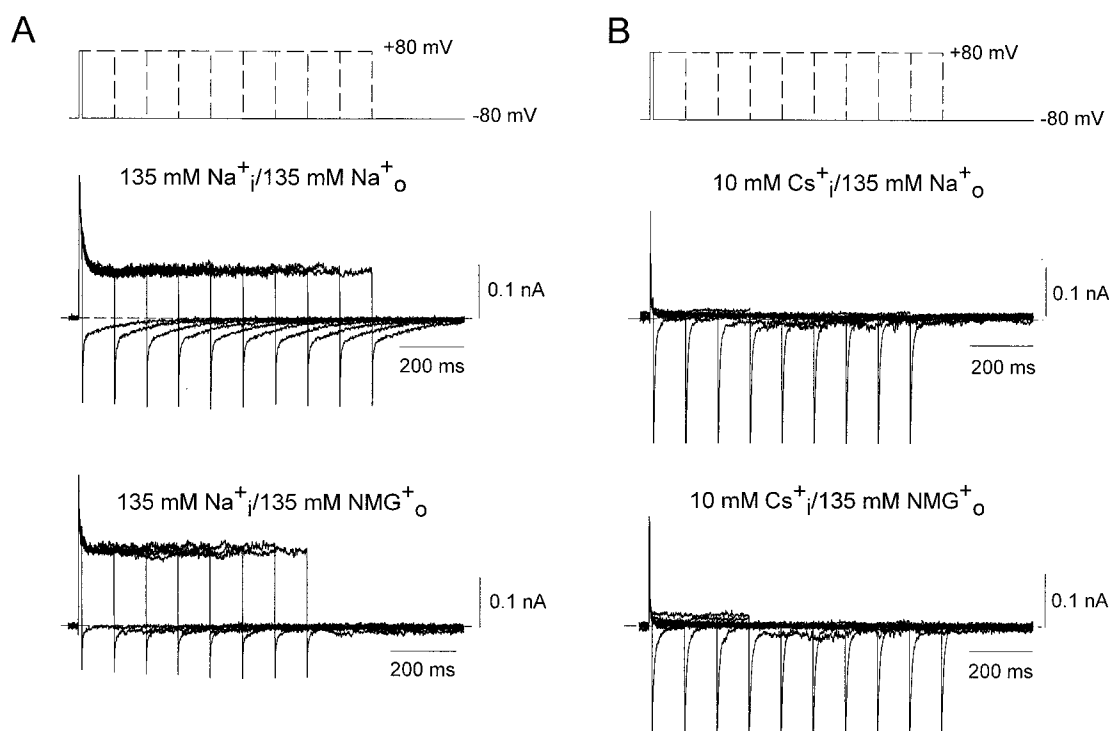 A
+80 mV
-80 mV
135 mM Na+i/135 mM Na+o
0.1 nA
200 ms
135 mM Na+i/135 mM NMG+o
0.1 nA
200 ms
B
+80 mV
-80 mV
10 mM Cs+i/135 mM Na+o
0.1 nA
200 ms
10 mM Cs+i/135 mM NMG+o
0.1 nA
200 ms